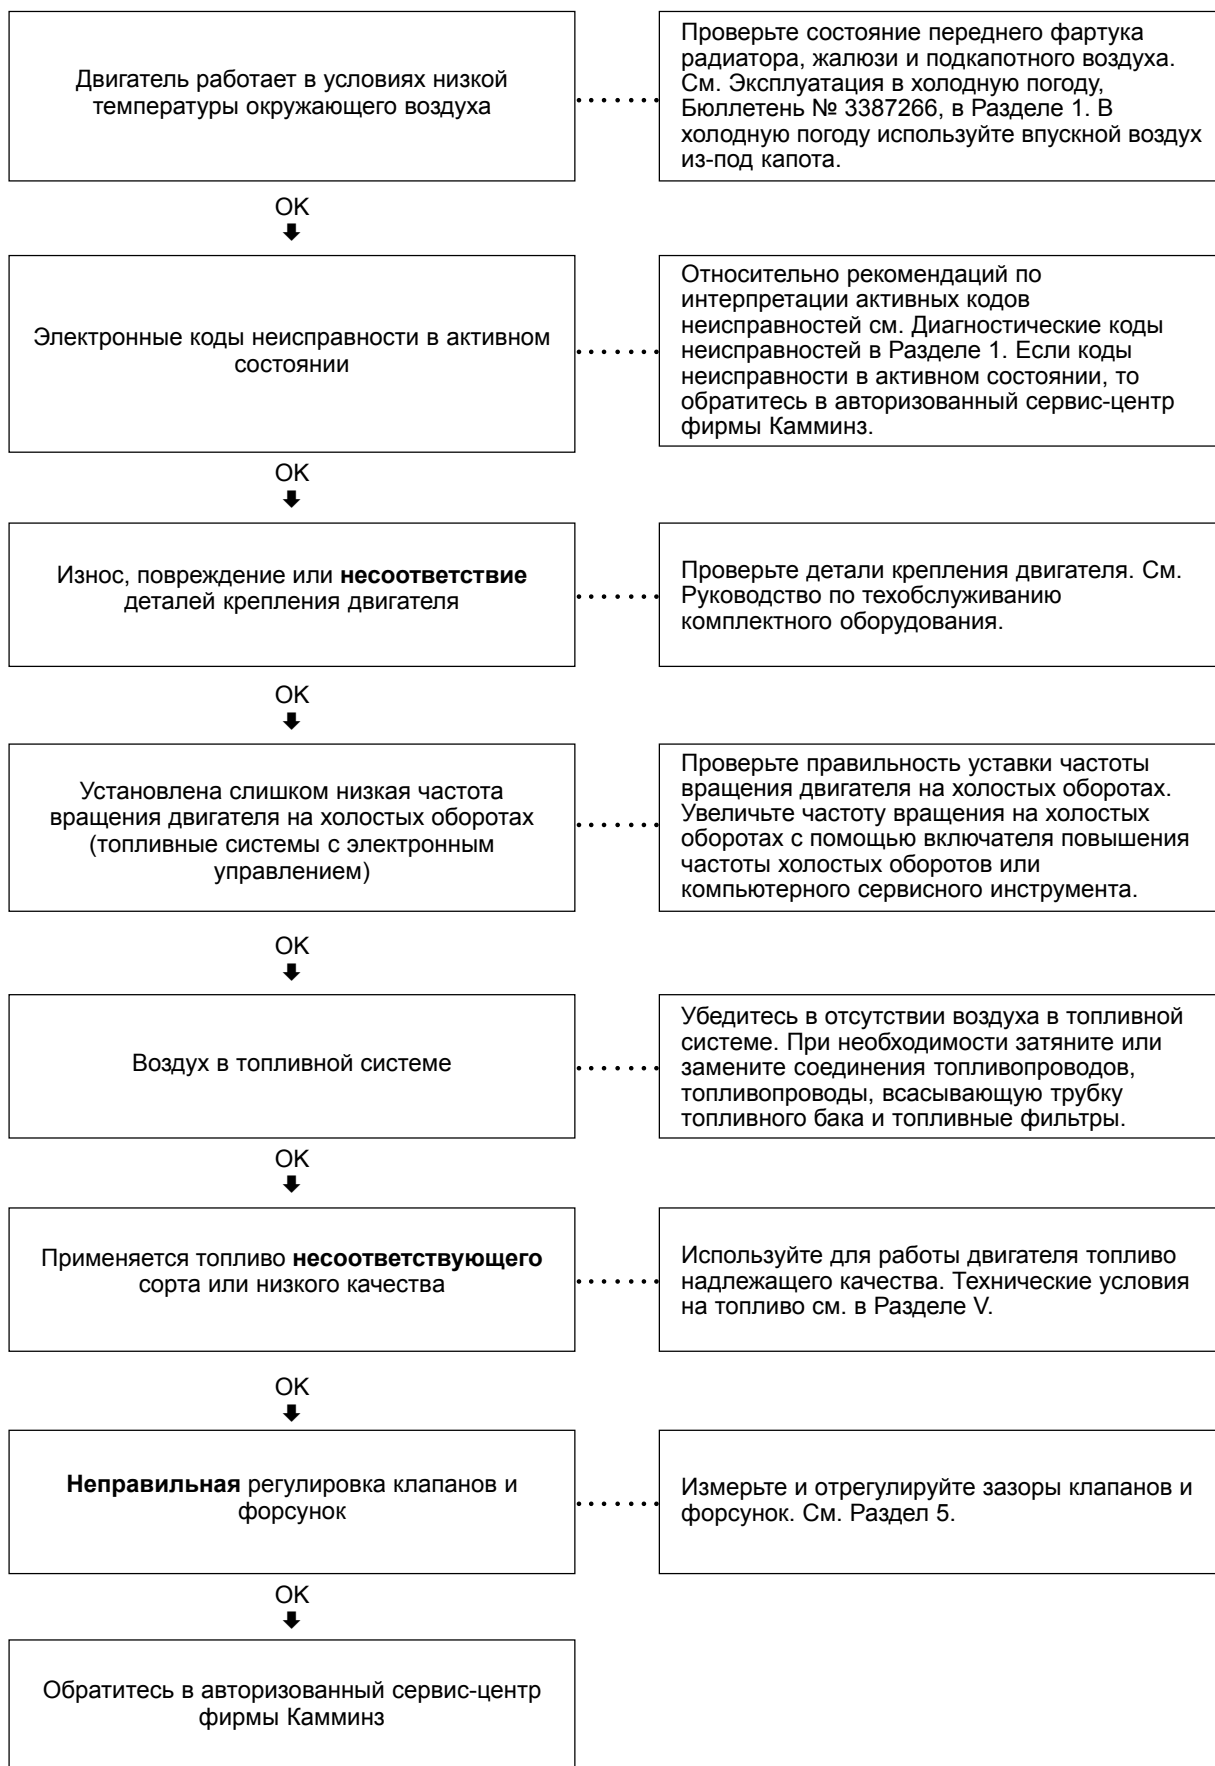 Двигатель работает в условиях низкой
температуры окружающего воздуха
Проверьте состояние переднего фартука
радиатора, жалюзи и подкапотного воздуха.
См. Эксплуатация в холодную погоду,
Бюллетень № 3387266, в Разделе 1. В
холодную погоду используйте впускной воздух
из-под капота.
OK
Электронные коды неисправности в активном
состоянии
Относительно рекомендаций по
интерпретации активных кодов
неисправностей см. Диагностические коды
неисправностей в Разделе 1. Если коды
неисправности в активном состоянии, то
обратитесь в авторизованный сервис-центр
фирмы Камминз.
OK
Износ, повреждение или несоответствие
деталей крепления двигателя
Проверьте детали крепления двигателя. См.
Руководство по техобслуживанию
комплектного оборудования.
OK
Установлена слишком низкая частота
вращения двигателя на холостых оборотах
(топливные системы с электронным
управлением)
Проверьте правильность уставки частоты
вращения двигателя на холостых оборотах.
Увеличьте частоту вращения на холостых
оборотах с помощью включателя повышения
частоты холостых оборотов или
компьютерного сервисного инструмента.
OK
Воздух в топливной системе
Убедитесь в отсутствии воздуха в топливной
системе. При необходимости затяните или
замените соединения топливопроводов,
топливопроводы, всасывающую трубку
топливного бака и топливные фильтры.
OK
Применяется топливо несоответствующего
сорта или низкого качества
Используйте для работы двигателя топливо
надлежащего качества. Технические условия
на топливо см. в Разделе V.
OK
Неправильная регулировка клапанов и
форсунок
Измерьте и отрегулируйте зазоры клапанов и
форсунок. См. Раздел 5.
OK
Обратитесь в авторизованный сервис-центр
фирмы Камминз